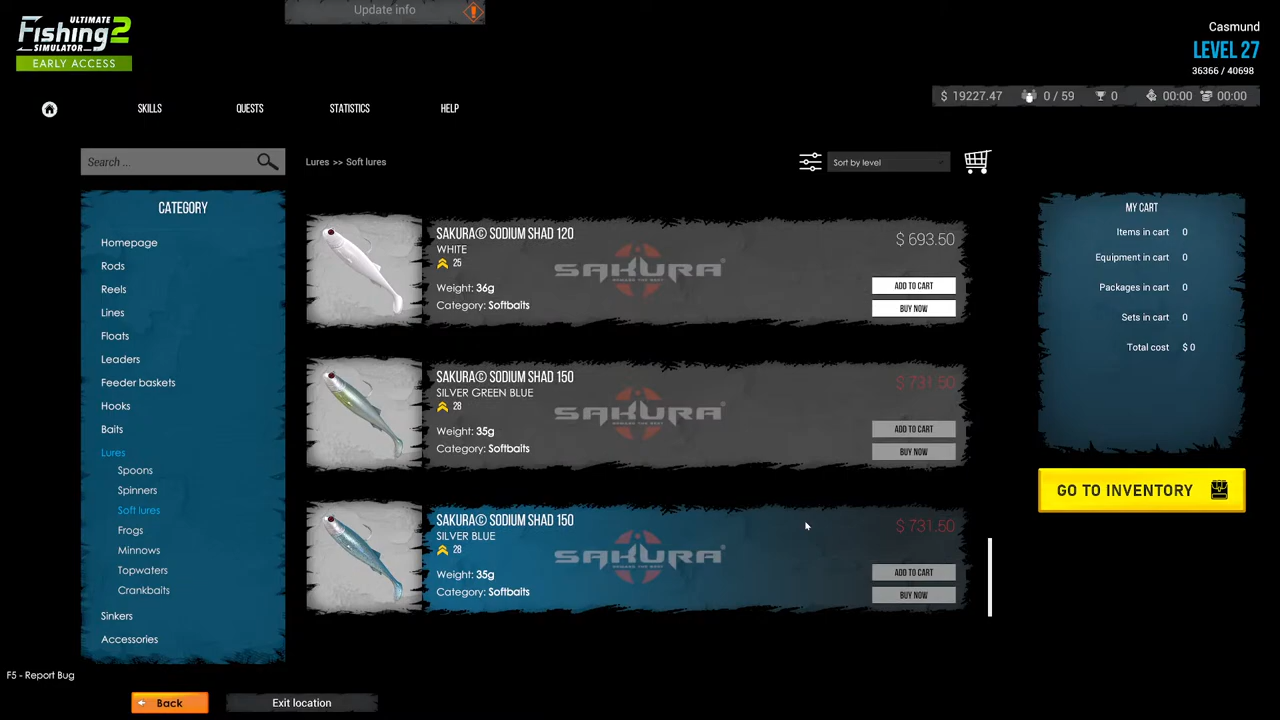 ULTIMATE
Fishing 2
SIMULATOR
EARLY ACCESS
Update info
Casmund
LEVEL 27
36366 / 40698
$ 19227.47 0 / 59 0 00:00 00:00
SKILLS QUESTS STATISTICS HELP
Search ...
Lures >> Soft lures
Sort by level
CATEGORY
Homepage
Rods
Reels
Lines
Floats
Leaders
Feeder baskets
Hooks
Baits
Lures
Spoons
Spinners
Soft lures
Frogs
Minnows
Topwaters
Crankbaits
Sinkers
Accessories
SAKURA© SODIUM SHAD 120
WHITE
25
Weight: 36g
Category: Softbaits
SAKURA®
$ 693.50
ADD TO CART
BUY NOW
SAKURA© SODIUM SHAD 150
SILVER GREEN BLUE
28
Weight: 35g
Category: Softbaits
SAKURA®
$ 731.50
ADD TO CART
BUY NOW
SAKURA© SODIUM SHAD 150
SILVER BLUE
28
Weight: 35g
Category: Softbaits
SAKURA®
$ 731.50
ADD TO CART
BUY NOW
MY CART
Items in cart 0
Equipment in cart 0
Packages in cart 0
Sets in cart 0
Total cost $ 0
GO TO INVENTORY
F5 - Report Bug
Back
Exit location